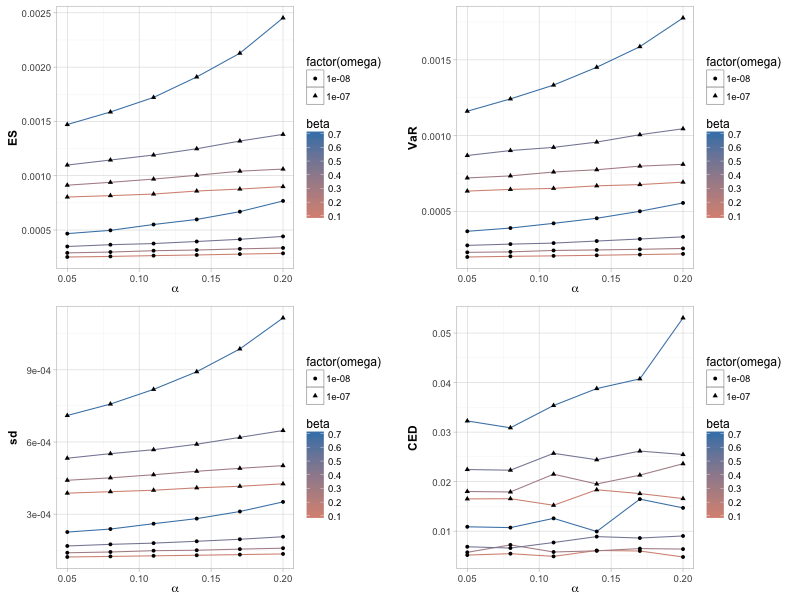 ES
0.0025
0.0020
0.0015
0.0010
0.0005
0.05 0.10 0.15 0.20
α
factor(omega)
1e-08
1e-07
beta
0.7
0.6
0.5
0.4
0.3
0.2
0.1
VaR
0.0015
0.0010
0.0005
0.05 0.10 0.15 0.20
α
factor(omega)
1e-08
1e-07
beta
0.7
0.6
0.5
0.4
0.3
0.2
0.1
sd
9e-04
6e-04
3e-04
0.05 0.10 0.15 0.20
α
factor(omega)
1e-08
1e-07
beta
0.7
0.6
0.5
0.4
0.3
0.2
0.1
CED
0.05
0.04
0.03
0.02
0.01
0.05 0.10 0.15 0.20
α
factor(omega)
1e-08
1e-07
beta
0.7
0.6
0.5
0.4
0.3
0.2
0.1